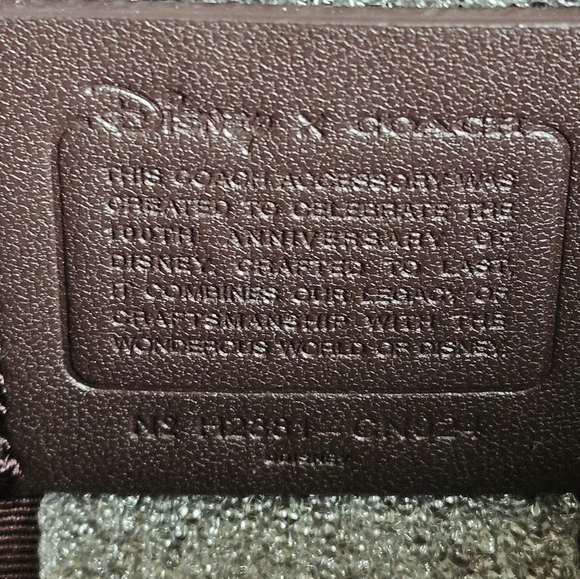 Disney X COACH
THIS COACH ACCESSORY WAS
CREATED TO CELEBRATE THE
100TH ANNIVERSARY OF
DISNEY. CRAFTED TO LAST,
IT COMBINES OUR LEGACY OF
CRAFTSMANSHIP WITH THE
WONDEROUS WORLD OF DISNEY.
©DISNEY